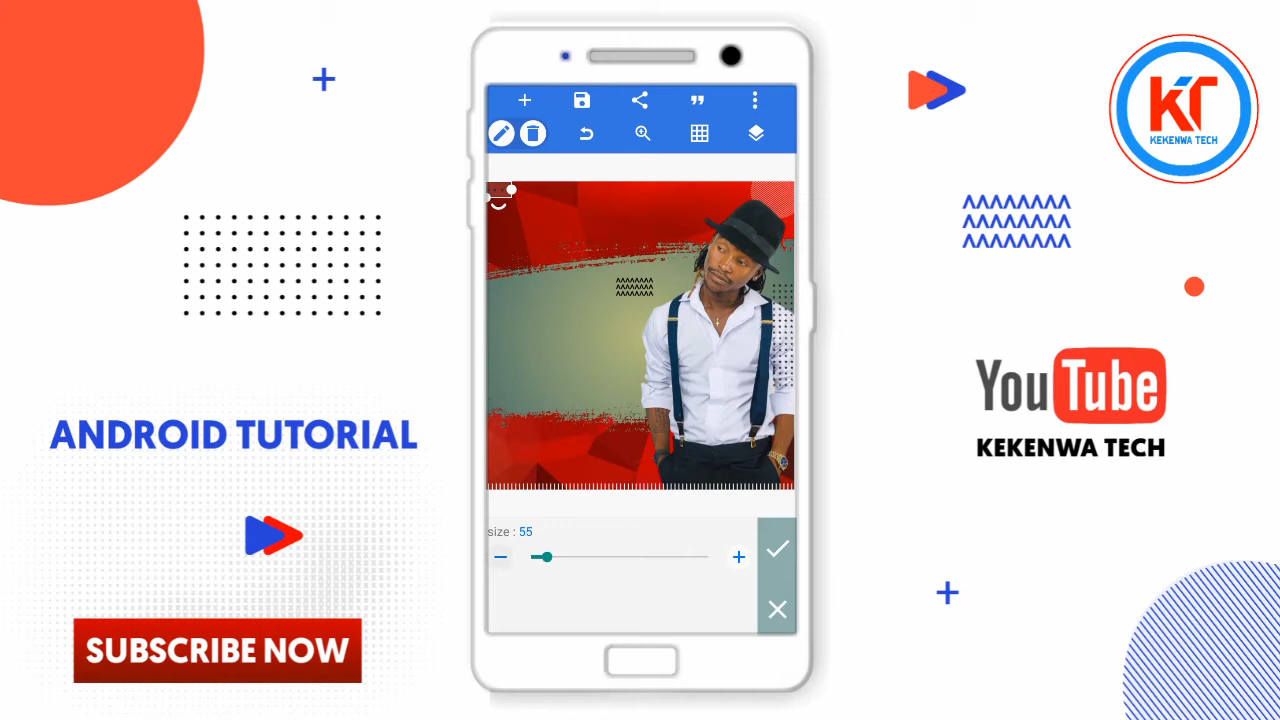 KT
KEKENWA TECH
ANDROID TUTORIAL
SUBSCRIBE NOW
size : 55
YouTube
KEKENWA TECH